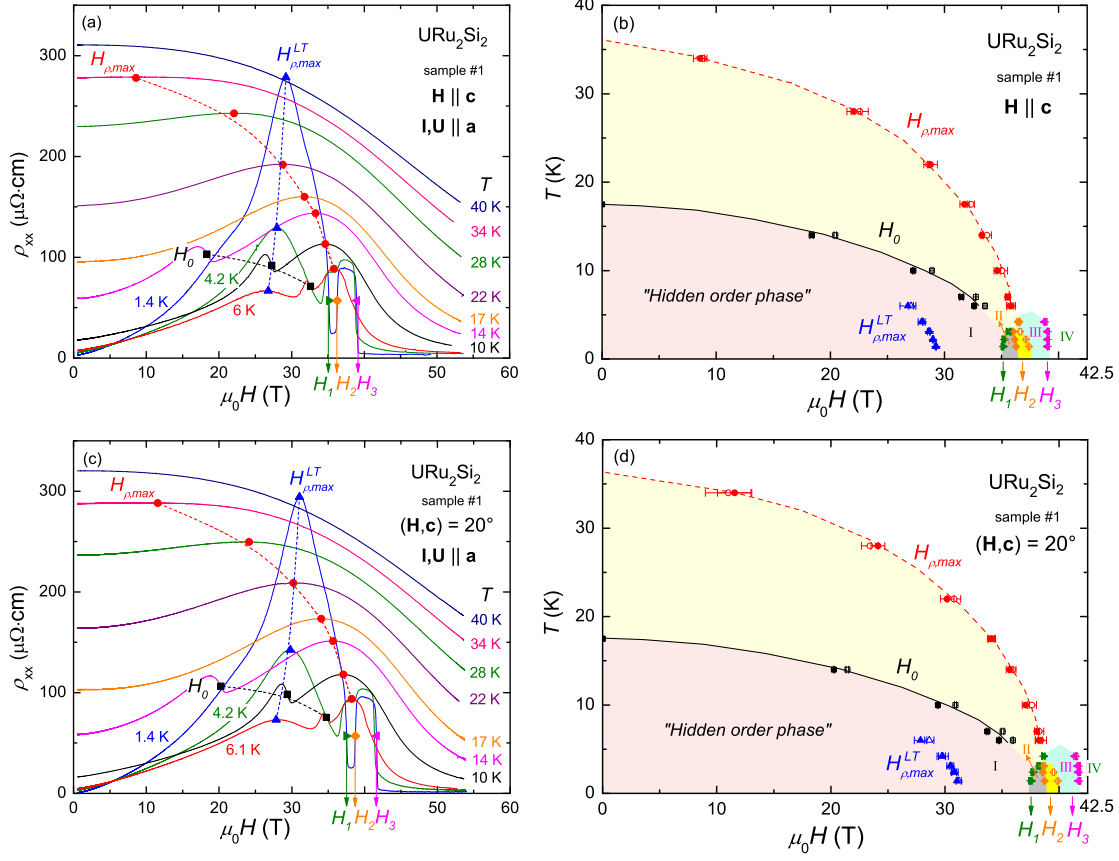 (a)
URu2Si2
sample #1
H || c
I,U || a
Hρ,max
H^LT ρ,max
H0
T
40 K
34 K
28 K
22 K
17 K
14 K
10 K
1.4 K
4.2 K
6 K
300
200
100
0
ρxx (μΩ·cm)
0 10 20 30 40 50 60
H1 H2 H3
μ0H (T)
(b)
URu2Si2
sample #1
H || c
Hρ,max
H0
"Hidden order phase"
H^LT ρ,max
I II III IV
40
30
20
10
0
T (K)
0 10 20 30 42.5
H1 H2 H3
μ0H (T)
(c)
URu2Si2
sample #1
(H,c) = 20°
I,U || a
Hρ,max
H^LT ρ,max
H0
T
40 K
34 K
28 K
22 K
17 K
14 K
10 K
1.4 K
4.2 K
6.1 K
300
200
100
0
ρxx (μΩ·cm)
0 10 20 30 40 50 60
H1 H2 H3
μ0H (T)
(d)
URu2Si2
sample #1
(H,c) = 20°
Hρ,max
H0
"Hidden order phase"
H^LT ρ,max
I II III IV
40
30
20
10
0
T (K)
0 10 20 30 42.5
H1 H2 H3
μ0H (T)